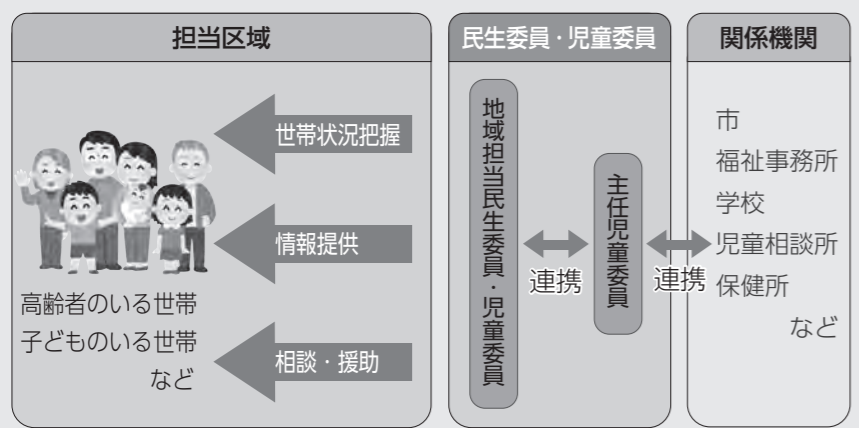 担当区域
世帯状況把握
情報提供
相談・援助
高齢者のいる世帯
子どものいる世帯
など
民生委員・児童委員
地域担当民生委員・児童委員
連携
主任児童委員
連携
関係機関
市
福祉事務所
学校
児童相談所
保健所
など